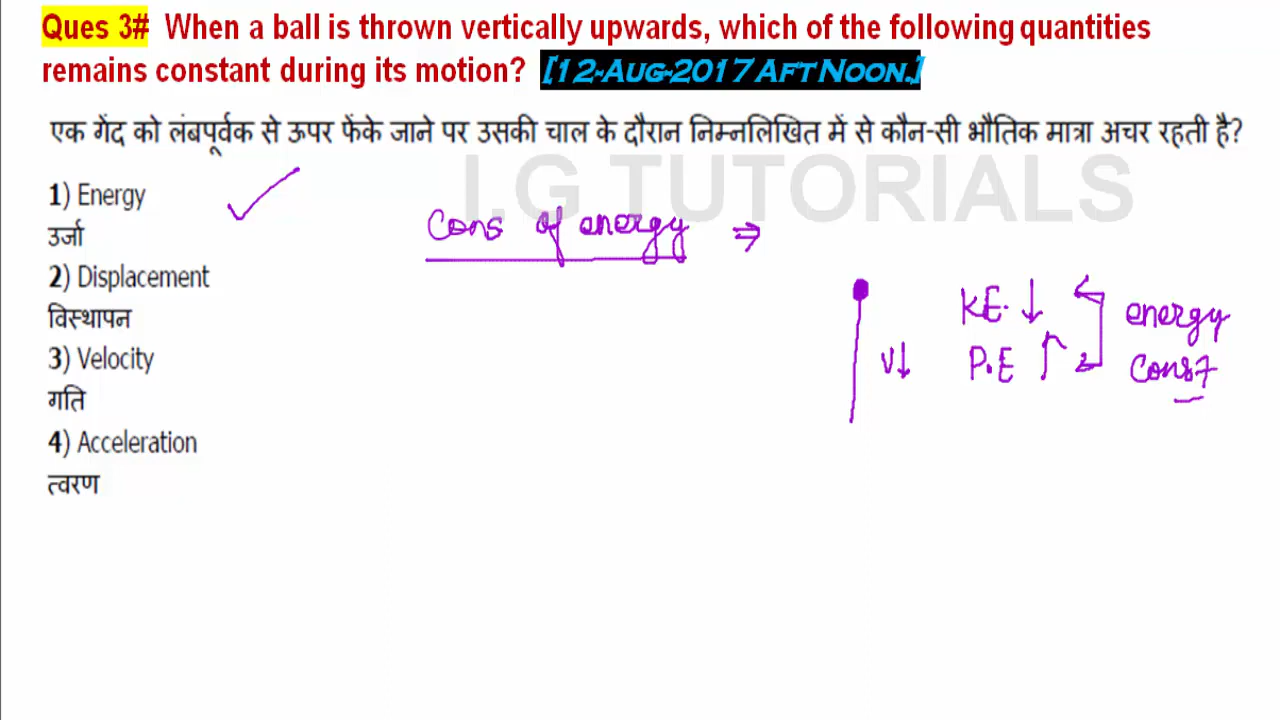 Ques 3# When a ball is thrown vertically upwards, which of the following quantities
remains constant during its motion? [12-Aug-2017 Aft Noon.]
एक गेंद को लंबपूर्वक से ऊपर फेंके जाने पर उसकी चाल के दौरान निम्नलिखित में से कौन-सी भौतिक मात्रा अचर रहती है?
I.G TUTORIALS
1) Energy
उर्जा
Cons of energy ⇒
2) Displacement
विस्थापन
3) Velocity
गति
4) Acceleration
त्वरण
K.E. ↓
V↓ P.E ↑
energy
const